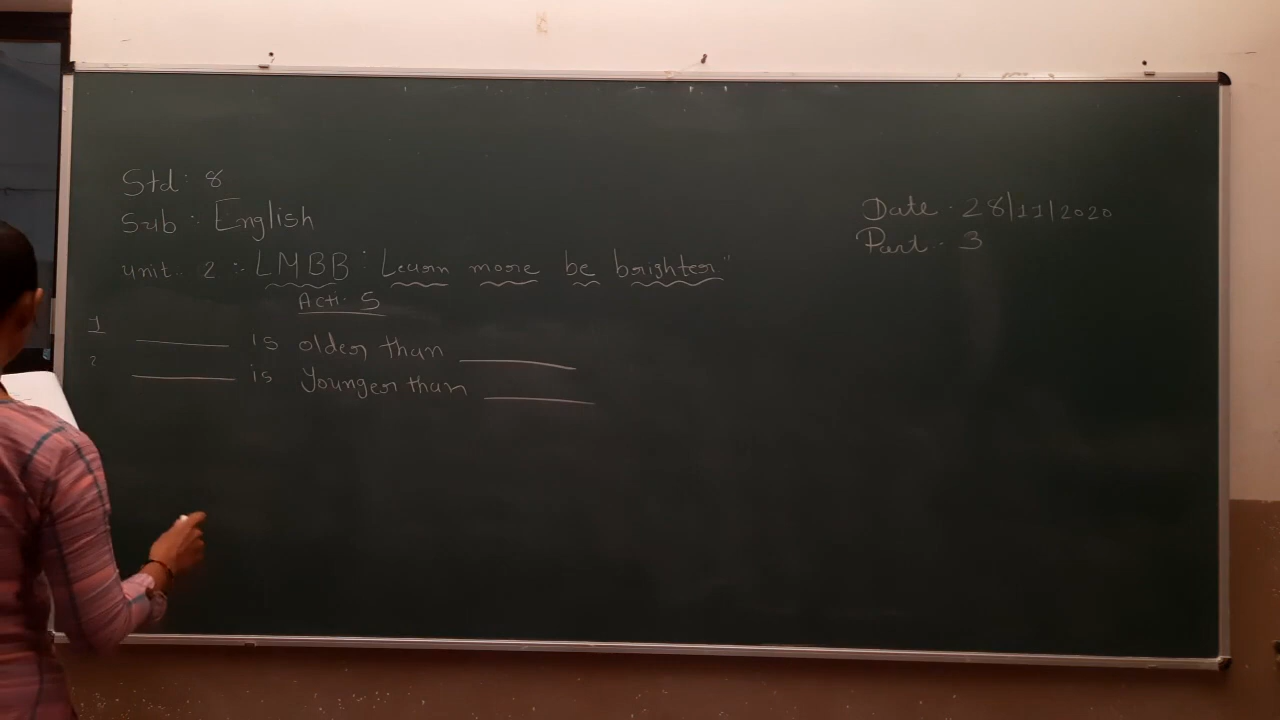 Std: 8
Sub :- English
Date - 28/11/2020
Part - 3
unit - 2 :- LMBB : Learn more be brighter"
Acti. 5
1 ______ is older than ______
2 ______ is Younger than ______